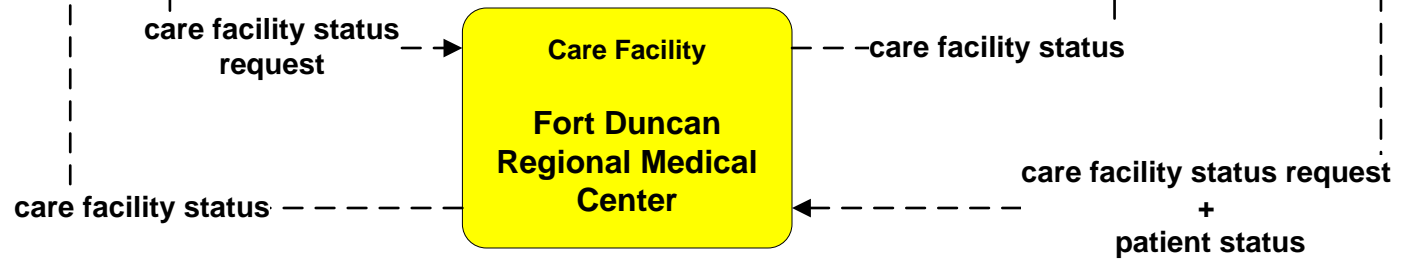 care facility status
request
Care Facility
care facility status
Fort Duncan
Regional Medical
Center
care facility status
care facility status request
+
patient status